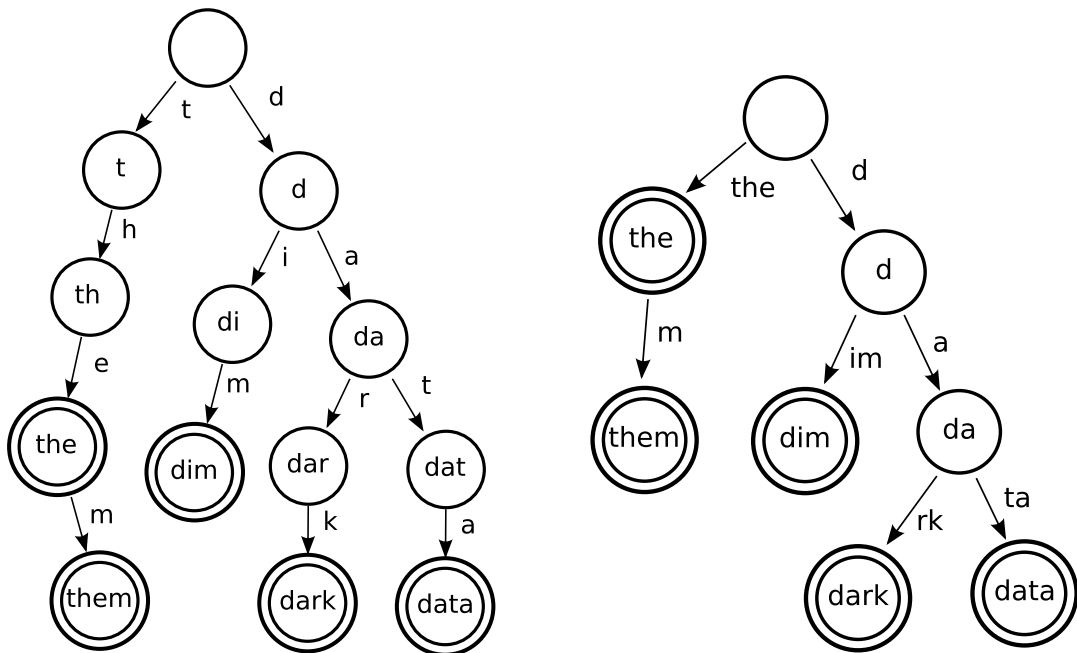 t
d
t
d
h
i
a
th
di
da
e
m
r
t
the
dim
dar
dat
m
k
a
them
dark
data
the
d
the
d
m
im
a
them
dim
da
rk
ta
dark
data